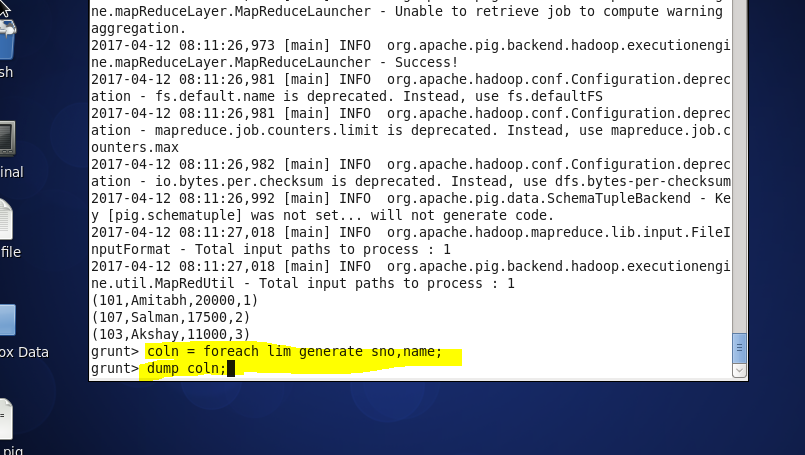 ne.mapReduceLayer.MapReduceLauncher - Unable to retrieve job to compute warning
aggregation.
2017-04-12 08:11:26,973 [main] INFO  org.apache.pig.backend.hadoop.executionengi
ne.mapReduceLayer.MapReduceLauncher - Success!
2017-04-12 08:11:26,981 [main] INFO  org.apache.hadoop.conf.Configuration.deprec
ation - fs.default.name is deprecated. Instead, use fs.defaultFS
2017-04-12 08:11:26,981 [main] INFO  org.apache.hadoop.conf.Configuration.deprec
ation - mapreduce.job.counters.limit is deprecated. Instead, use mapreduce.job.c
ounters.max
2017-04-12 08:11:26,982 [main] INFO  org.apache.hadoop.conf.Configuration.deprec
ation - io.bytes.per.checksum is deprecated. Instead, use dfs.bytes-per-checksum
2017-04-12 08:11:26,992 [main] INFO  org.apache.pig.data.SchemaTupleBackend - Ke
y [pig.schematuple] was not set... will not generate code.
2017-04-12 08:11:27,018 [main] INFO  org.apache.hadoop.mapreduce.lib.input.FileI
nputFormat - Total input paths to process : 1
2017-04-12 08:11:27,018 [main] INFO  org.apache.pig.backend.hadoop.executionengi
ne.util.MapRedUtil - Total input paths to process : 1
(101,Amitabh,20000,1)
(107,Salman,17500,2)
(103,Akshay,11000,3)
grunt> coln = foreach lim generate sno,name;
grunt> dump coln;
sh
inal
file
ox Data
pig